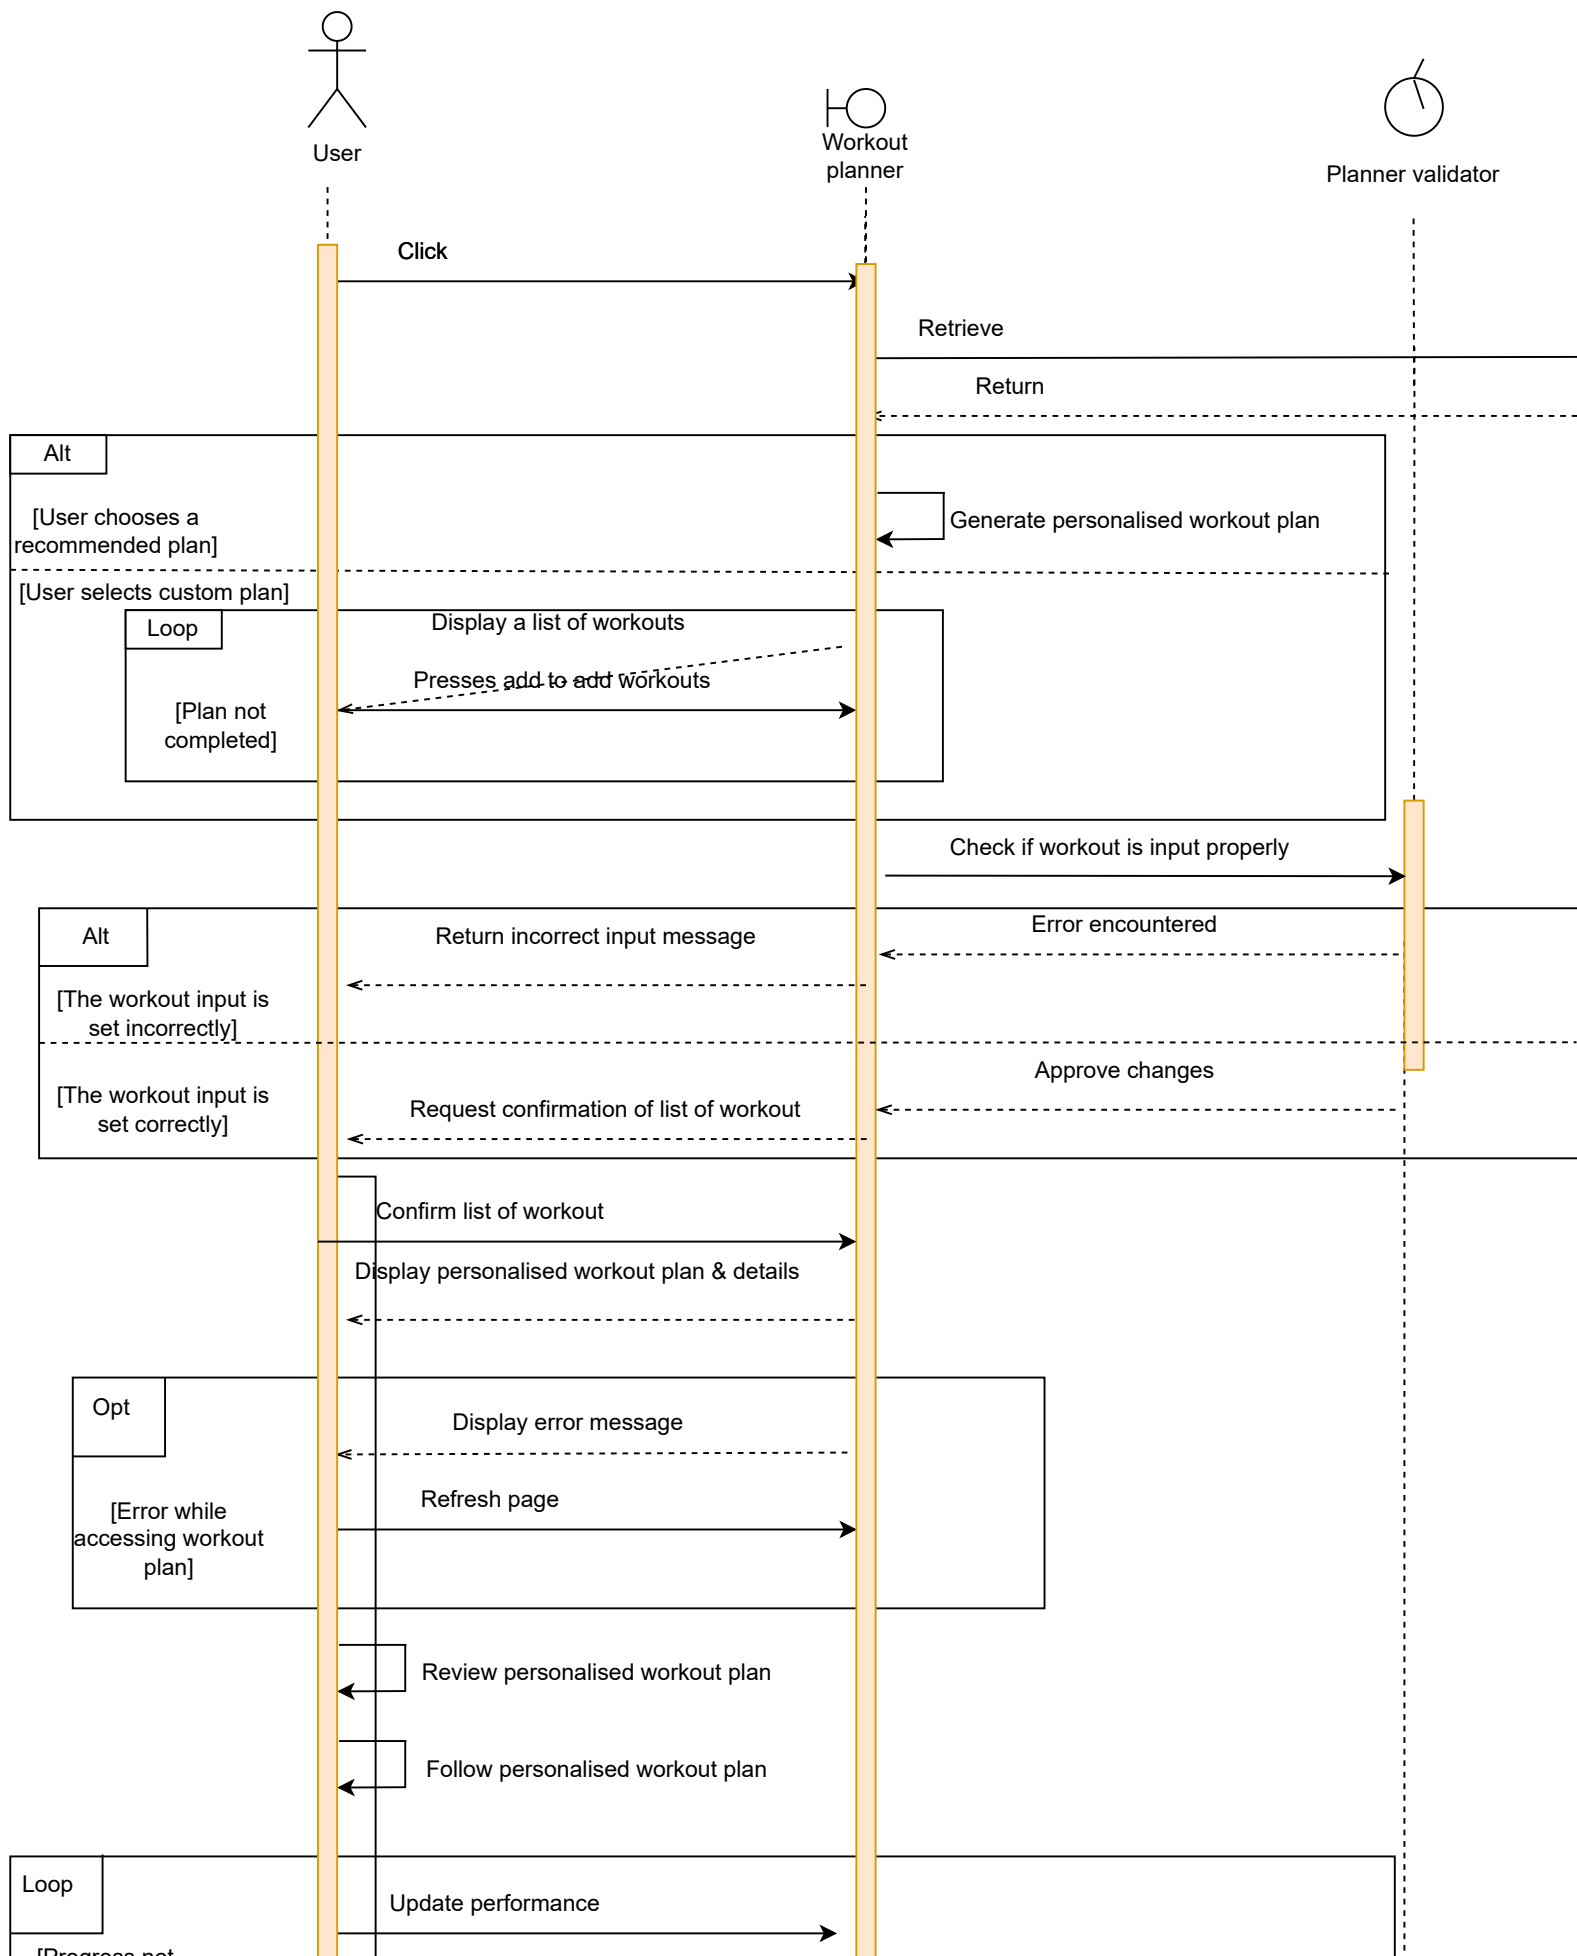 User
Workout
planner
Planner validator
Click
Retrieve
Return
Alt
[User chooses a
recommended plan]
Generate personalised workout plan
[User selects custom plan]
Loop
Display a list of workouts
Presses add to add workouts
[Plan not
completed]
Check if workout is input properly
Alt
Return incorrect input message
Error encountered
[The workout input is
set incorrectly]
Approve changes
[The workout input is
set correctly]
Request confirmation of list of workout
Confirm list of workout
Display personalised workout plan & details
Opt
Display error message
Refresh page
[Error while
accessing workout
plan]
Review personalised workout plan
Follow personalised workout plan
Loop
Update performance
[Progress not